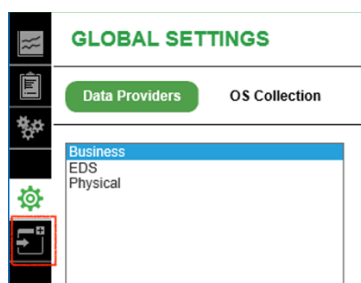 GLOBAL SETTINGS
Data Providers OS Collection
Business
EDS
Physical